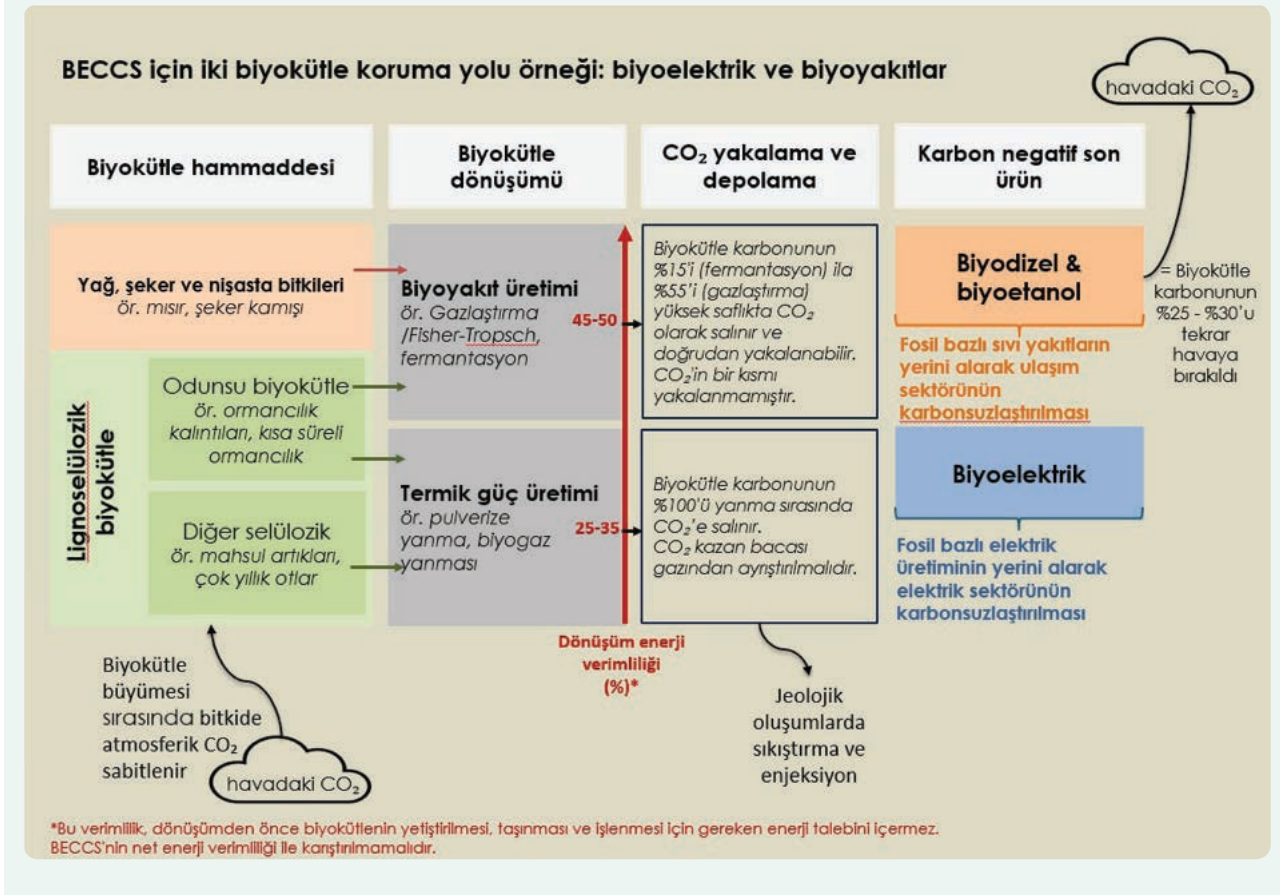 BECCS için iki biyokütle koruma yolu örneği: biyoelektrik ve biyoyakıtlar
havadaki CO₂
Biyokütle hammaddesi
Biyokütle
dönüşümü
CO₂ yakalama ve
depolama
Karbon negatif son
ürün
Yağ, şeker ve nişasta bitkileri
ör. mısır, şeker kamışı
Lignoselülozik
biyokütle
Odunsu biyokütle
ör. ormancılık
kalıntıları, kısa süreli
ormancılık
Diğer selülozik
ör. mahsul artıkları,
çok yıllık otlar
Biyoyakıt üretimi
ör. Gazlaştırma
/Fisher-Tropsch,
fermantasyon
45-50
Termik güç üretimi
ör. pulverize
yanma, biyogaz
yanması
25-35
Dönüşüm enerji
verimliliği
(%)*
Biyokütle karbonunun
%15'i (fermantasyon) ila
%55'i (gazlaştırma)
yüksek saflıkta CO₂
olarak salınır ve
doğrudan yakalanabilir.
CO₂'in bir kısmı
yakalanmamıştır.
Biyokütle karbonunun
%100'ü yanma sırasında
CO₂'e salınır.
CO₂ kazan bacası
gazından ayrıştırılmalıdır.
Biyodizel &
biyoetanol
Fosil bazlı sıvı yakıtların
yerini alarak ulaşım
sektörünün
karbonsuzlaştırılması
Biyoelektrik
Fosil bazlı elektrik
üretiminin yerini alarak
elektrik sektörünün
karbonsuzlaştırılması
= Biyokütle
karbonunun
%25 - %30'u
tekrar
havaya
bırakıldı
Biyokütle
büyümesi
sırasında bitkide
atmosferik CO₂
sabitlenir
havadaki CO₂
Jeolojik
oluşumlarda
sıkıştırma ve
enjeksiyon
*Bu verimlilik, dönüşümden önce biyokütlenin yetiştirilmesi, taşınması ve işlenmesi için gereken enerji talebini içermez.
BECCS'nin net enerji verimliliği ile karıştırılmamalıdır.